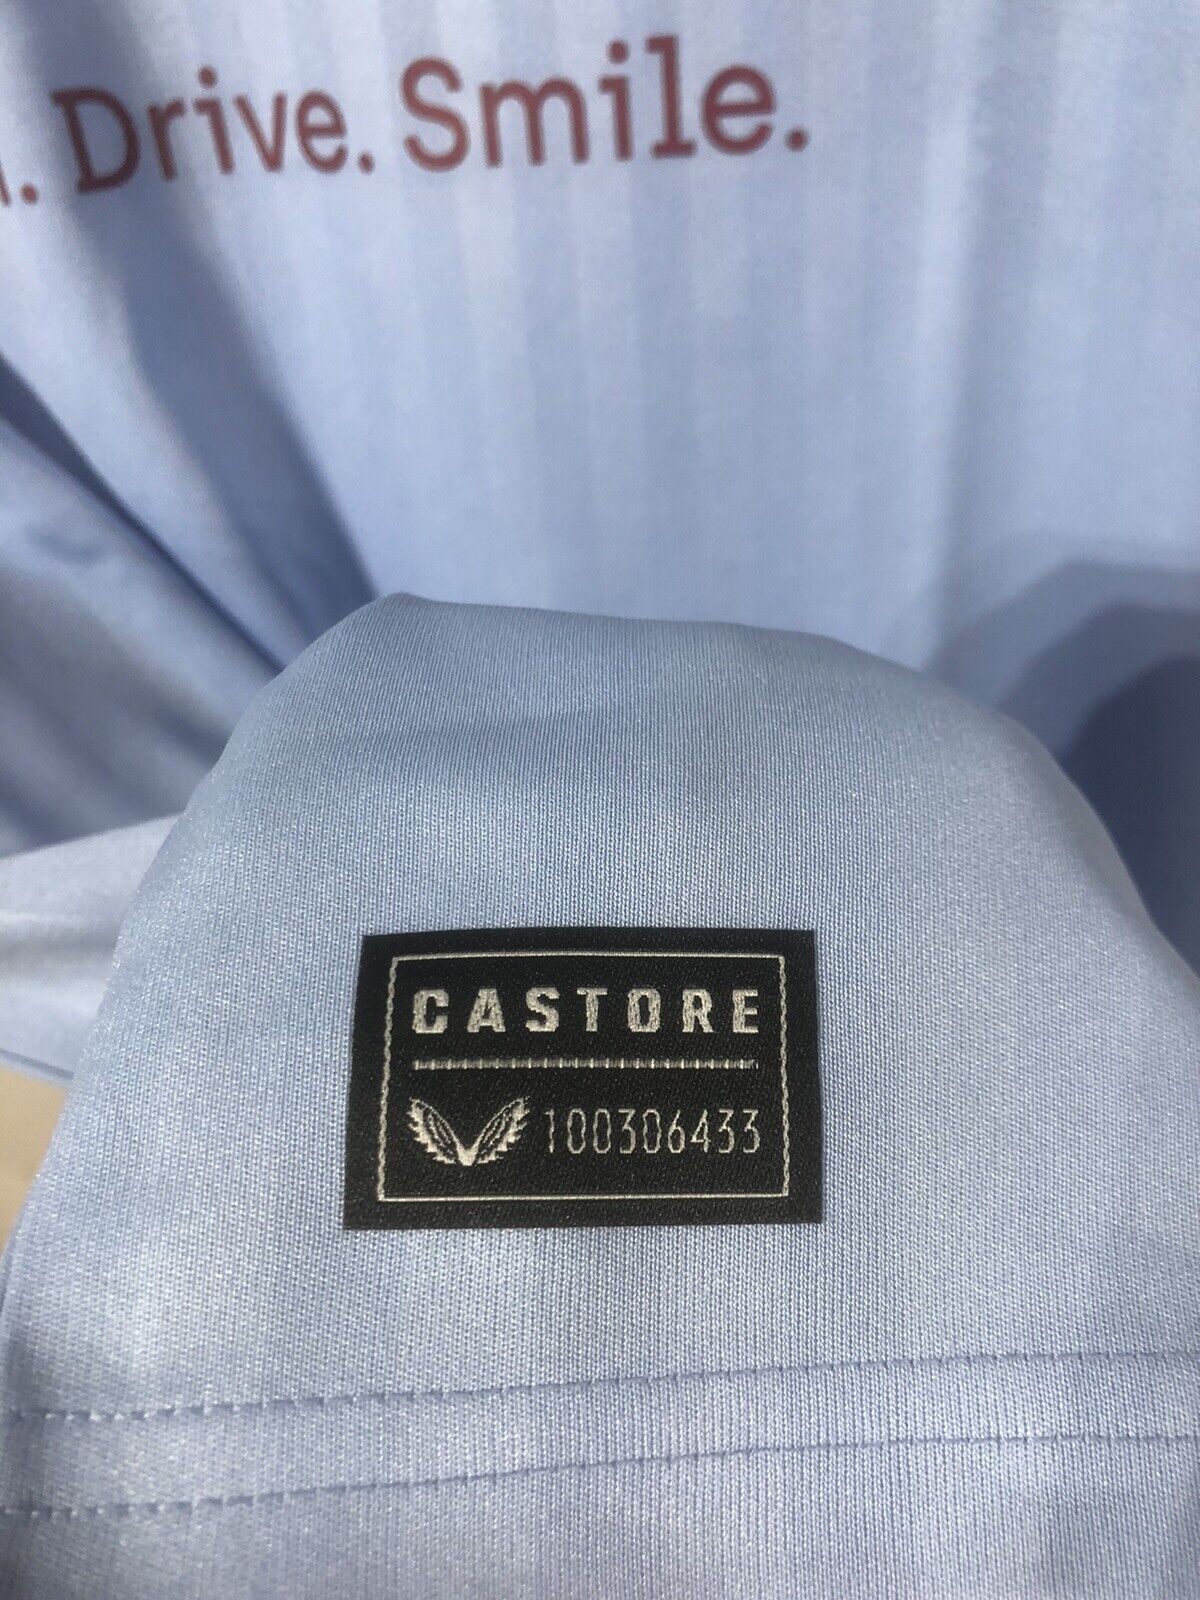 . Drive. Smile.
CASTORE
100306433